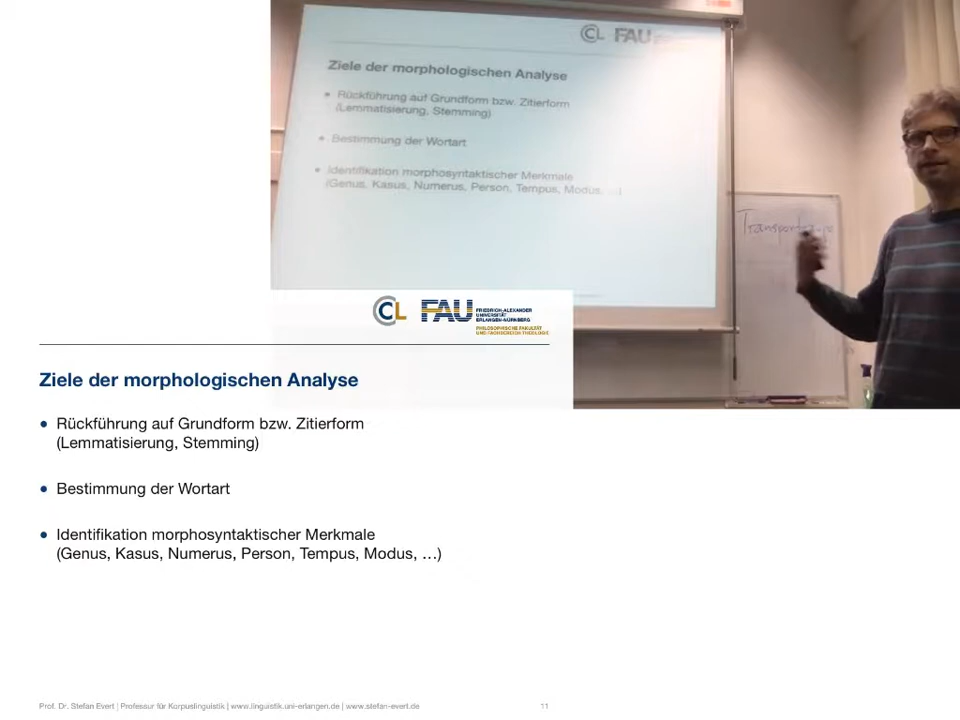 CL FAU
Ziele der morphologischen Analyse
• Rückführung auf Grundform bzw. Zitierform
(Lemmatisierung, Stemming)
• Bestimmung der Wortart
• Identifikation morphosyntaktischer Merkmale
(Genus, Kasus, Numerus, Person, Tempus, Modus, …)
CL FAU FRIEDRICH-ALEXANDER
UNIVERSITÄT
ERLANGEN-NÜRNBERG
PHILOSOPHISCHE FAKULTÄT
UND FACHBEREICH THEOLOGIE
Ziele der morphologischen Analyse
• Rückführung auf Grundform bzw. Zitierform
(Lemmatisierung, Stemming)
• Bestimmung der Wortart
• Identifikation morphosyntaktischer Merkmale
(Genus, Kasus, Numerus, Person, Tempus, Modus, …)
Prof. Dr. Stefan Evert | Professur für Korpuslinguistik | www.linguistik.uni-erlangen.de | www.stefan-evert.de 11